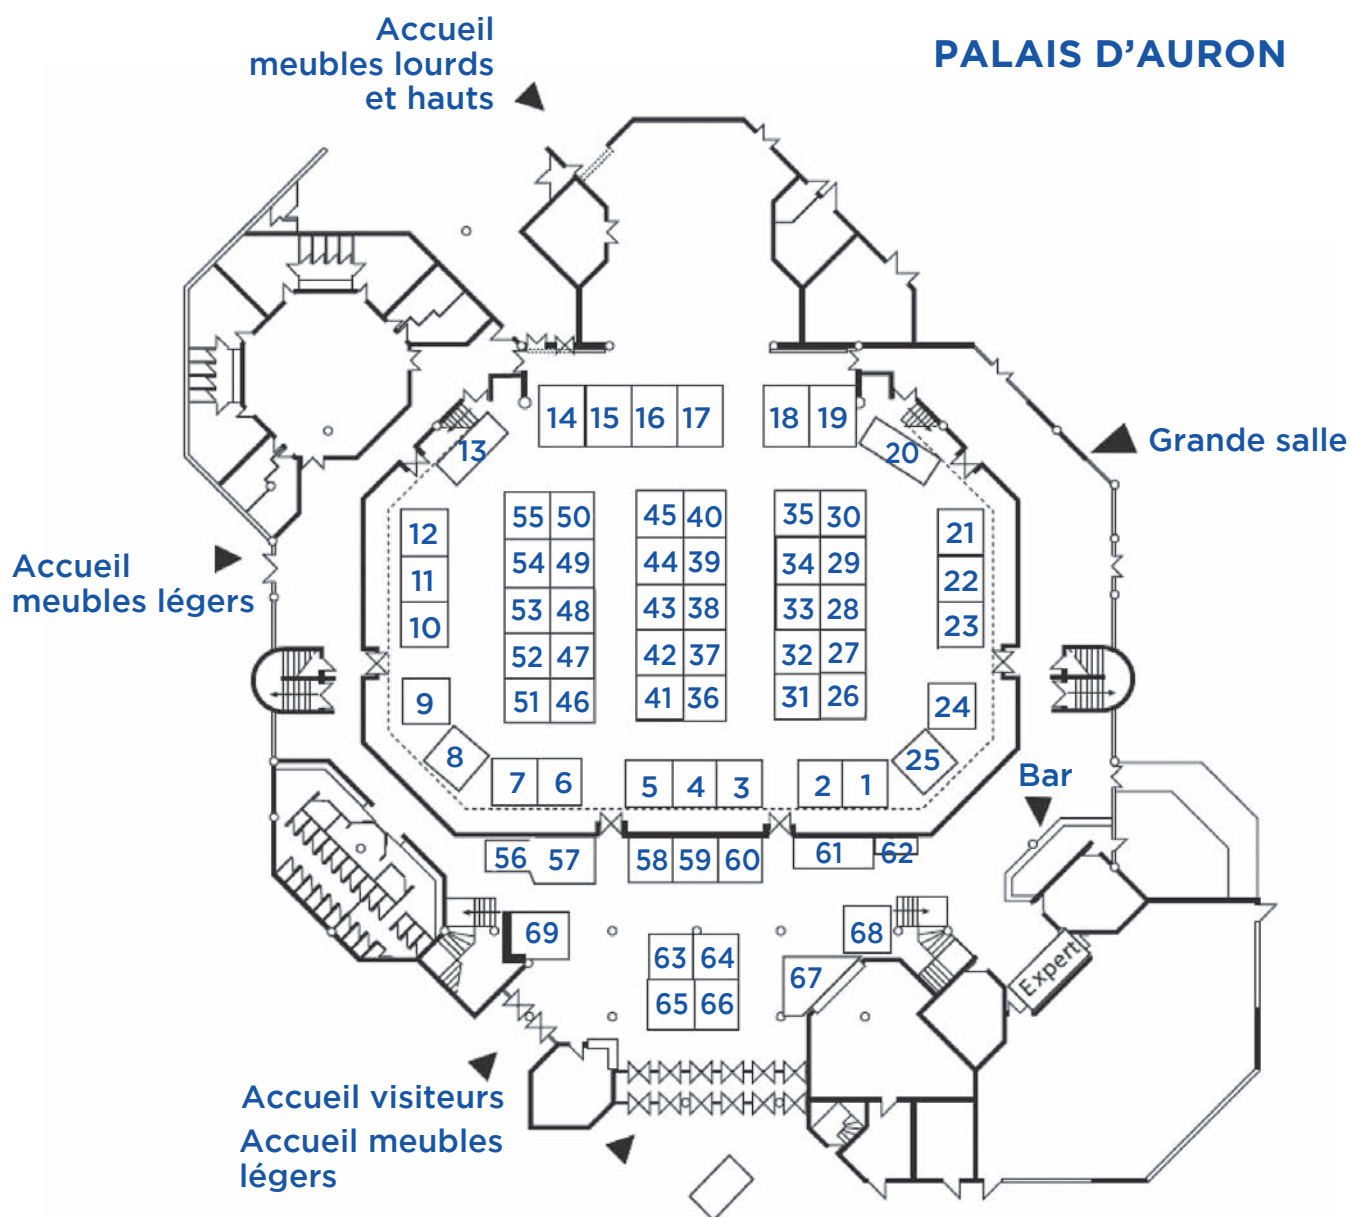 Accueil
meubles lourds
et hauts
PALAIS D'AURON
14 15 16 17 18 19
Grande salle
13 20
55 50 45 40 35 30
12 21
54 49 44 39 34 29
Accueil
meubles légers
11 22
53 48 43 38 33 28
10 23
52 47 42 37 32 27
51 46 41 36 31 26
9 24
8 25
7 6 5 4 3 2 1
Bar
56 57 58 59 60 61 62
69 68
63 64
67
Expert
65 66
Accueil visiteurs
Accueil meubles
légers